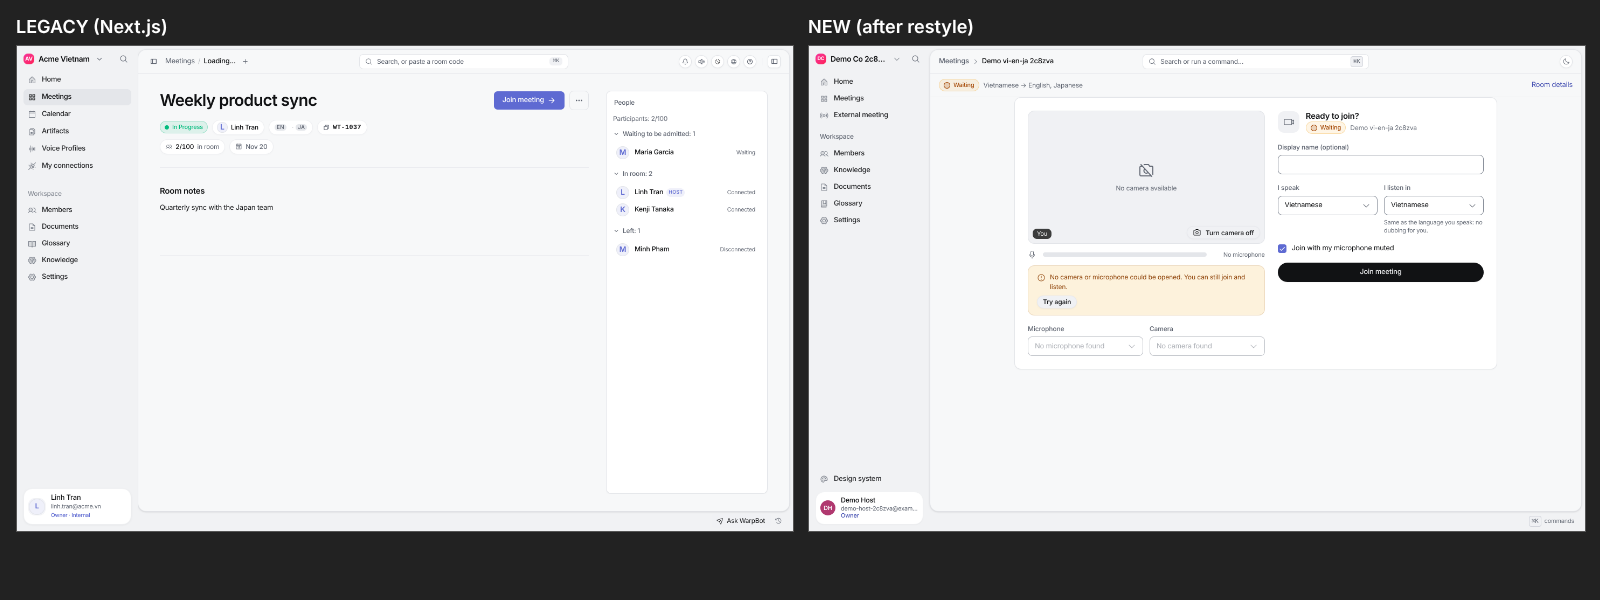 LEGACY (Next.js)
AV Acme Vietnam
Home
Meetings
Calendar
Artifacts
Voice Profiles
My connections
Workspace
Members
Documents
Glossary
Knowledge
Settings
L
Linh Tran
linh.tran@acme.vn
Owner · Internal
Meetings / Loading... +
Search, or paste a room code ⌘K
Weekly product sync
Join meeting →
...
In Progress
L Linh Tran
EN JA
WT-1037
2/100 in room
Nov 20
Room notes
Quarterly sync with the Japan team
People
Participants: 2/100
Waiting to be admitted: 1
M Maria Garcia Waiting
In room: 2
L Linh Tran HOST Connected
K Kenji Tanaka Connected
Left: 1
M Minh Pham Disconnected
Ask WarpBot
NEW (after restyle)
DC Demo Co 2c8...
Home
Meetings
External meeting
Workspace
Members
Knowledge
Documents
Glossary
Settings
Design system
DH
Demo Host
demo-host-2c8zva@exam...
Owner
Meetings > Demo vi-en-ja 2c8zva
Search or run a command... ⌘K
Waiting Vietnamese → English, Japanese
Room details
No camera available
You
Turn camera off
No microphone
No camera or microphone could be opened. You can still join and
listen.
Try again
Microphone
No microphone found
Camera
No camera found
Ready to join?
Waiting Demo vi-en-ja 2c8zva
Display name (optional)
I speak
Vietnamese
I listen in
Vietnamese
Same as the language you speak: no
dubbing for you.
Join with my microphone muted
Join meeting
⌘K commands